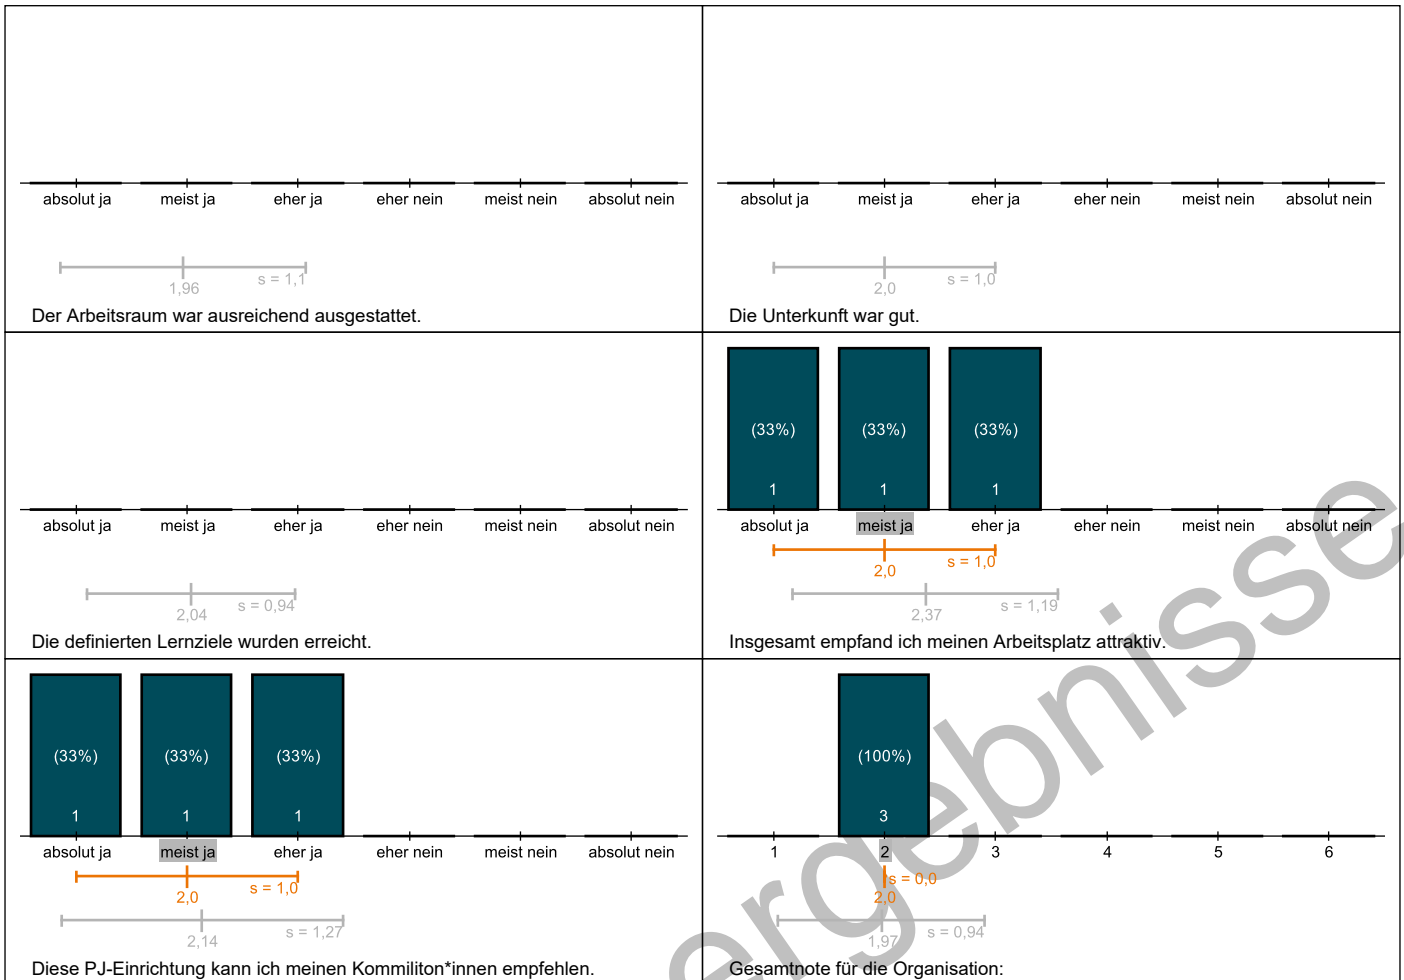 absolut ja meist ja eher ja eher nein meist nein absolut nein
s = 1,1
1,96
Der Arbeitsraum war ausreichend ausgestattet.
absolut ja meist ja eher ja eher nein meist nein absolut nein
s = 1,0
2,0
Die Unterkunft war gut.
absolut ja meist ja eher ja eher nein meist nein absolut nein
s = 0,94
2,04
Die definierten Lernziele wurden erreicht.
(33%) (33%) (33%)
1 1 1
absolut ja meist ja eher ja eher nein meist nein absolut nein
s = 1,0
2,0
s = 1,19
2,37
Insgesamt empfand ich meinen Arbeitsplatz attraktiv.
(33%) (33%) (33%)
1 1 1
absolut ja meist ja eher ja eher nein meist nein absolut nein
s = 1,0
2,0
s = 1,27
2,14
Diese PJ-Einrichtung kann ich meinen Kommiliton*innen empfehlen.
(100%)
3
1 2 3 4 5 6
s = 0,0
2,0
s = 0,94
1,97
Gesamtnote für die Organisation:
ergebnisse